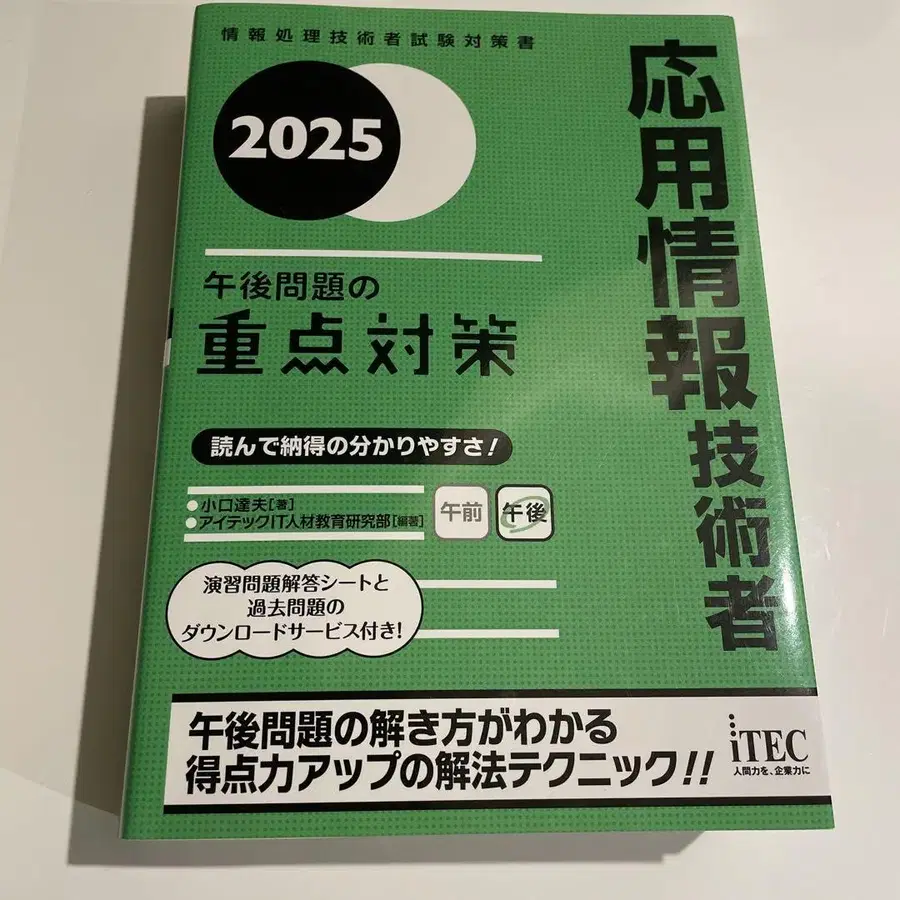 情報処理技術者試験対策書
2025
応用情報技術者
午後問題の
重点対策
読んで納得の分かりやすさ!
●小口達夫[著]
●アイテックIT人材教育研究部[編著]
午前
午後
演習問題解答シートと
過去問題の
ダウンロードサービス付き!
午後問題の解き方がわかる
得点力アップの解法テクニック!!
iTEC
人間力を、企業力に